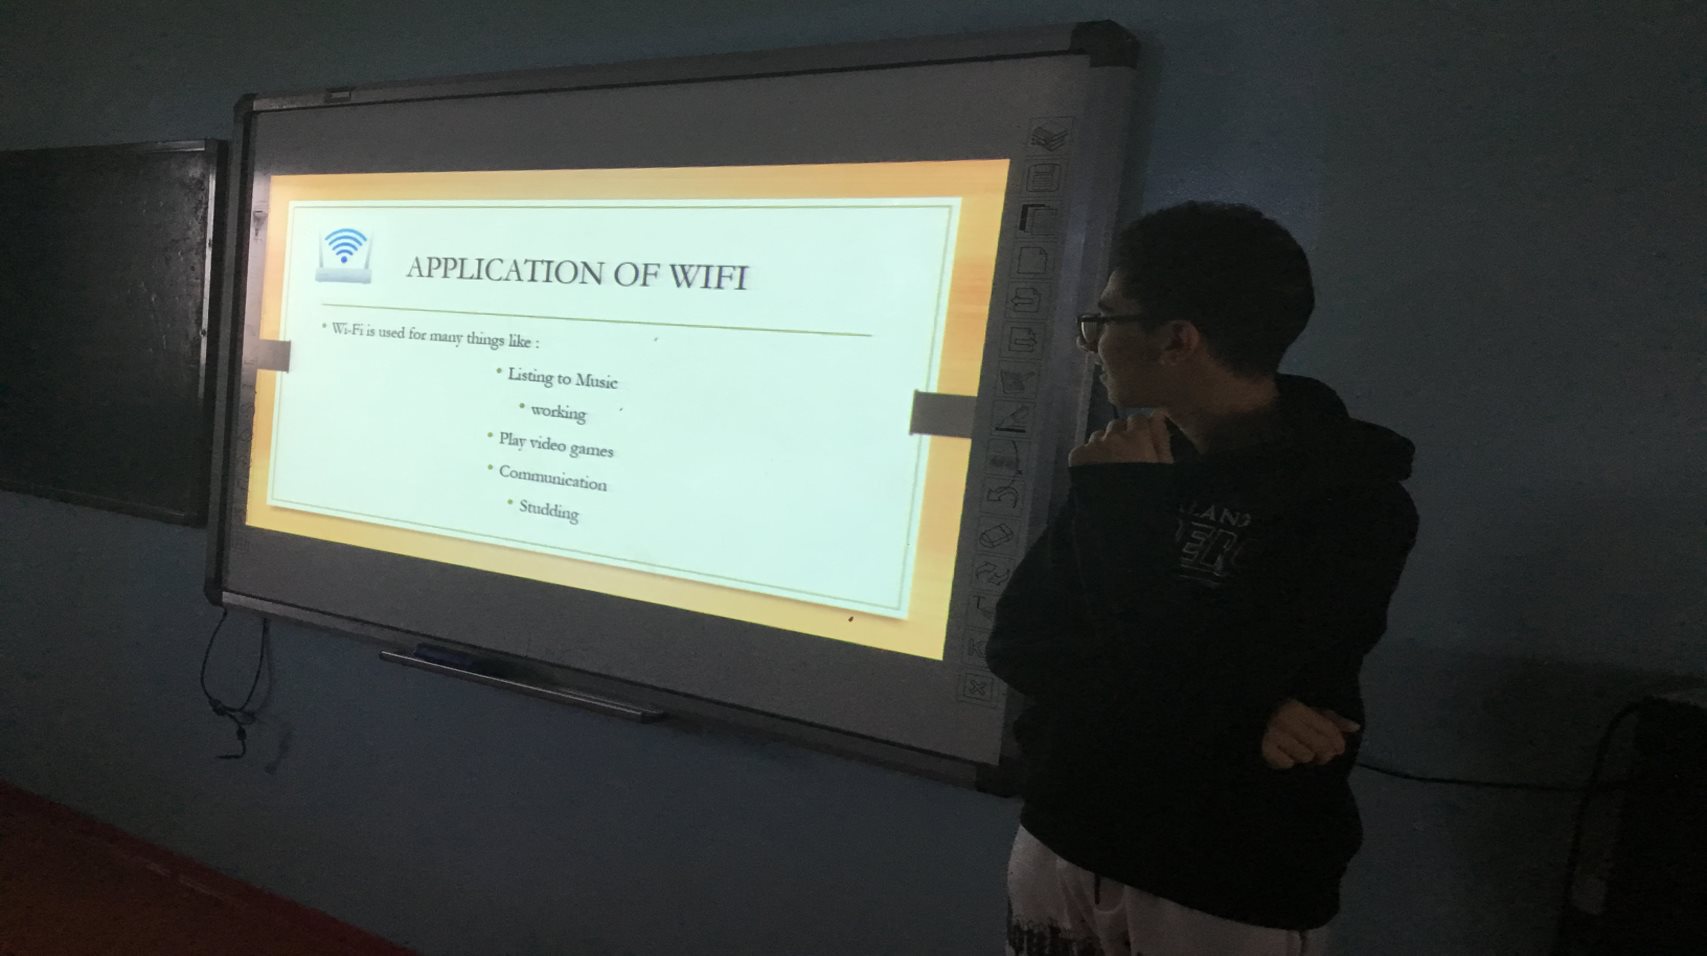 APPLICATION OF WIFI
• Wi-Fi is used for many things like :
• Listing to Music
• working
• Play video games
• Communication
• Studding